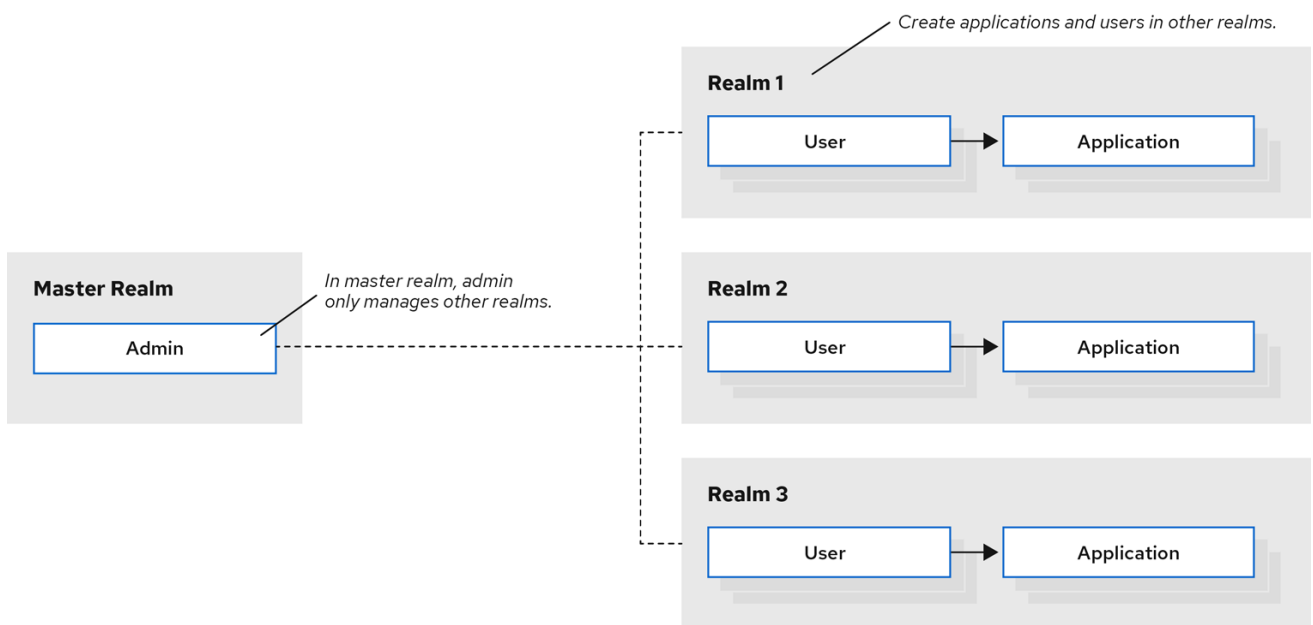 Create applications and users in other realms.
Realm 1
User
Application
Master Realm
In master realm, admin
only manages other realms.
Admin
Realm 2
User
Application
Realm 3
User
Application